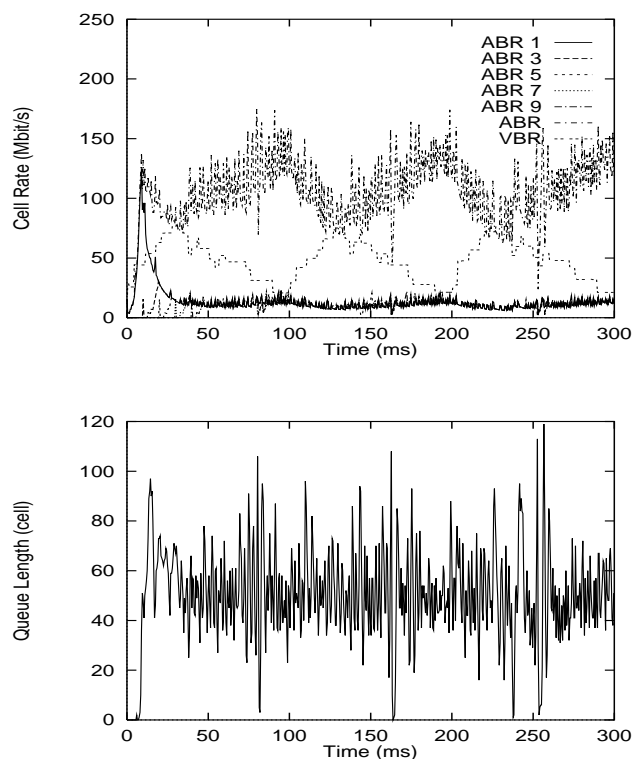 250
200
150
100
50
0
Cell Rate (Mbit/s)
ABR 1
ABR 3
ABR 5
ABR 7
ABR 9
ABR
VBR
0 50 100 150 200 250 300
Time (ms)
120
100
80
60
40
20
0
Queue Length (cell)
0 50 100 150 200 250 300
Time (ms)